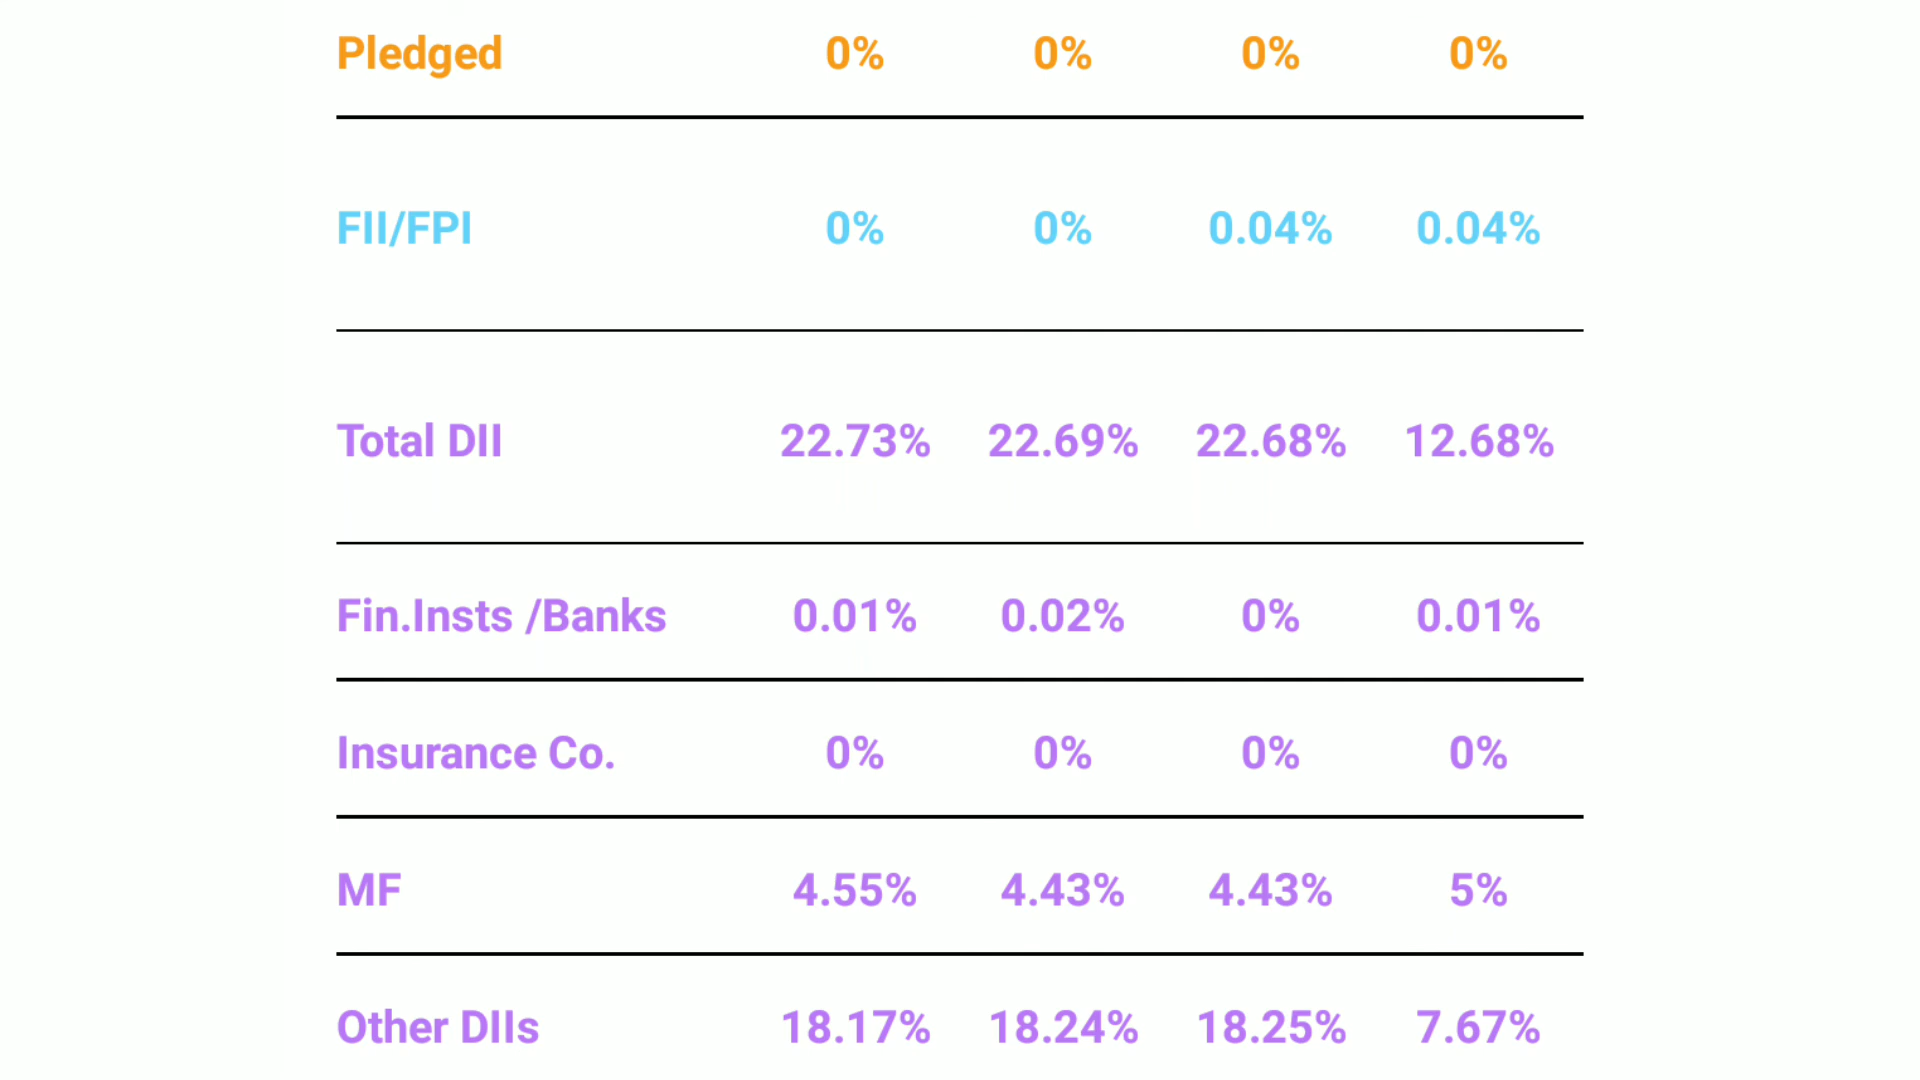 Pledged 0% 0% 0% 0%
FII/FPI 0% 0% 0.04% 0.04%
Total DII 22.73% 22.69% 22.68% 12.68%
Fin.Insts /Banks 0.01% 0.02% 0% 0.01%
Insurance Co. 0% 0% 0% 0%
MF 4.55% 4.43% 4.43% 5%
Other DIIs 18.17% 18.24% 18.25% 7.67%